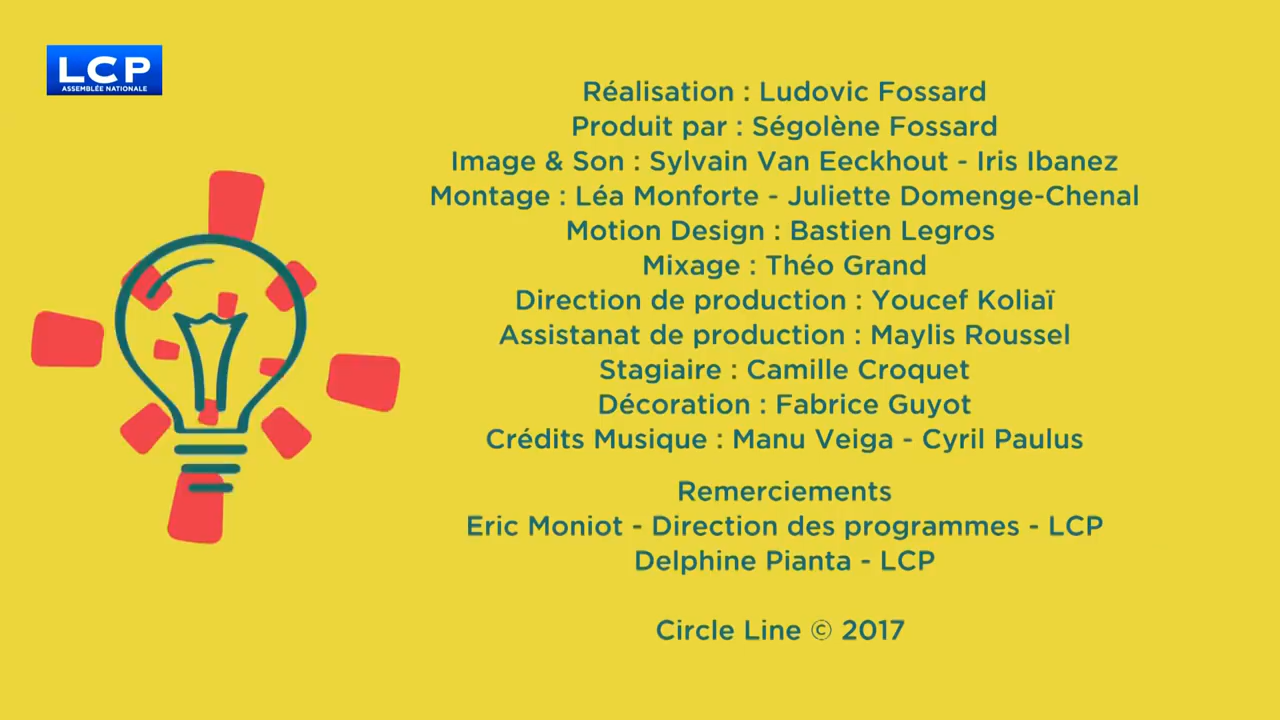 LCP
ASSEMBLÉE NATIONALE
Réalisation : Ludovic Fossard
Produit par : Ségolène Fossard
Image & Son : Sylvain Van Eeckhout - Iris Ibanez
Montage : Léa Monforte - Juliette Domenge-Chenal
Motion Design : Bastien Legros
Mixage : Théo Grand
Direction de production : Youcef Koliaï
Assistanat de production : Maylis Roussel
Stagiaire : Camille Croquet
Décoration : Fabrice Guyot
Crédits Musique : Manu Veiga - Cyril Paulus
Remerciements
Eric Moniot - Direction des programmes - LCP
Delphine Pianta - LCP
Circle Line © 2017